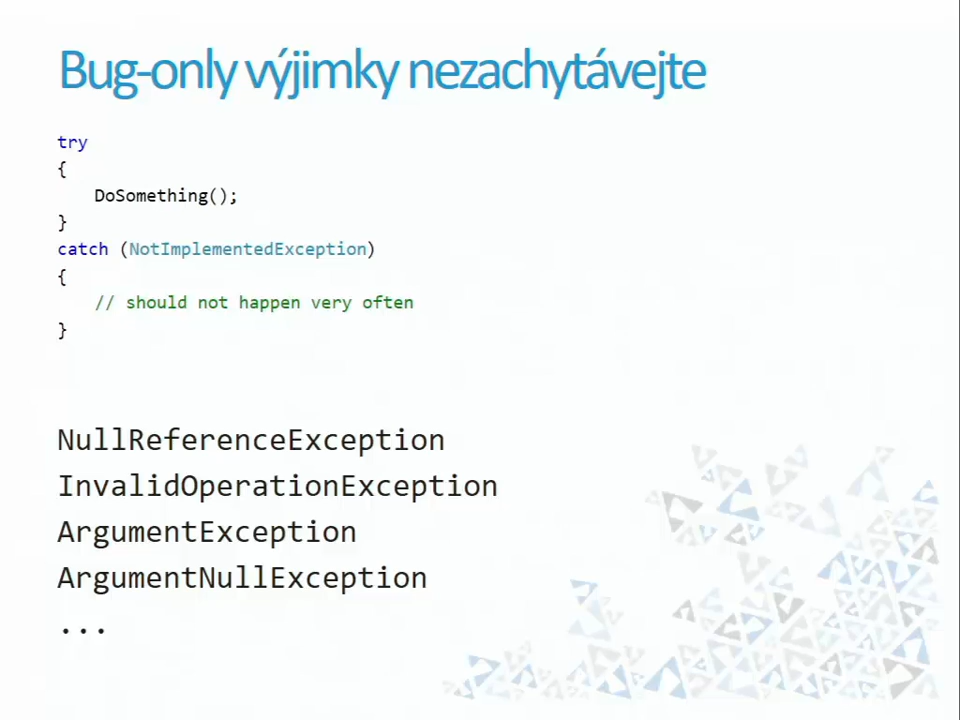 Bug-only výjimky nezachytávejte
try
{
DoSomething();
}
catch (NotImplementedException)
{
// should not happen very often
}
NullReferenceException
InvalidOperationException
ArgumentException
ArgumentNullException
...